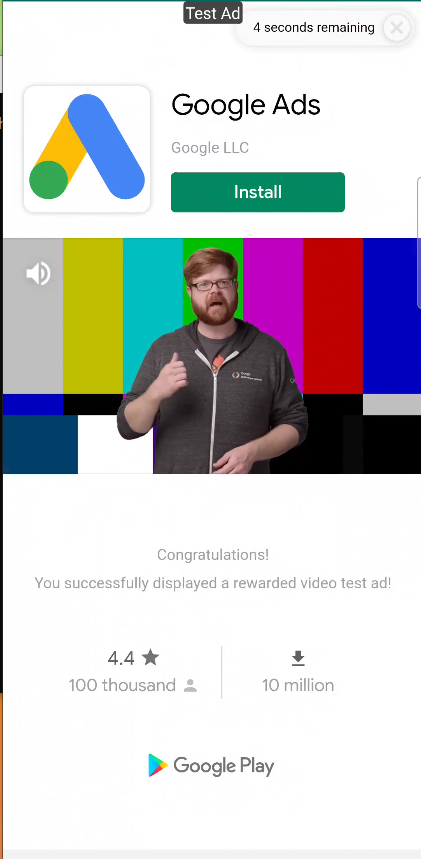 Test Ad
4 seconds remaining
Google Ads
Google LLC
Install
Congratulations!
You successfully displayed a rewarded video test ad!
4.4
100 thousand
10 million
Google Play